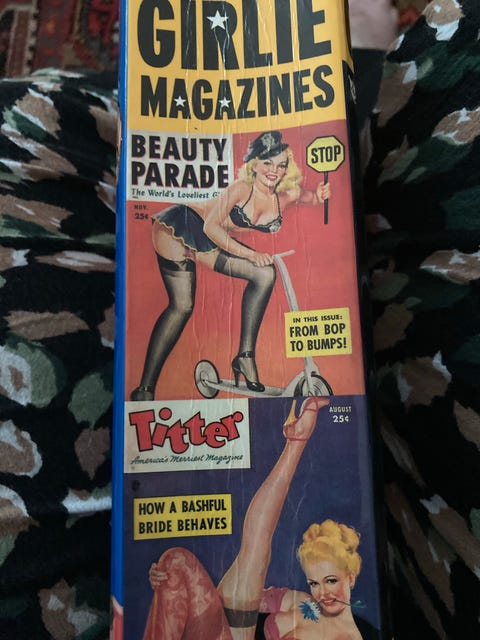 GIRLIE
MAGAZINES
BEAUTY
PARADE
The World's Loveliest G
NOV.
25¢
STOP
IN THIS ISSUE:
FROM BOP
TO BUMPS!
Titter
America's Merriest Magazine
AUGUST
25¢
HOW A BASHFUL
BRIDE BEHAVES